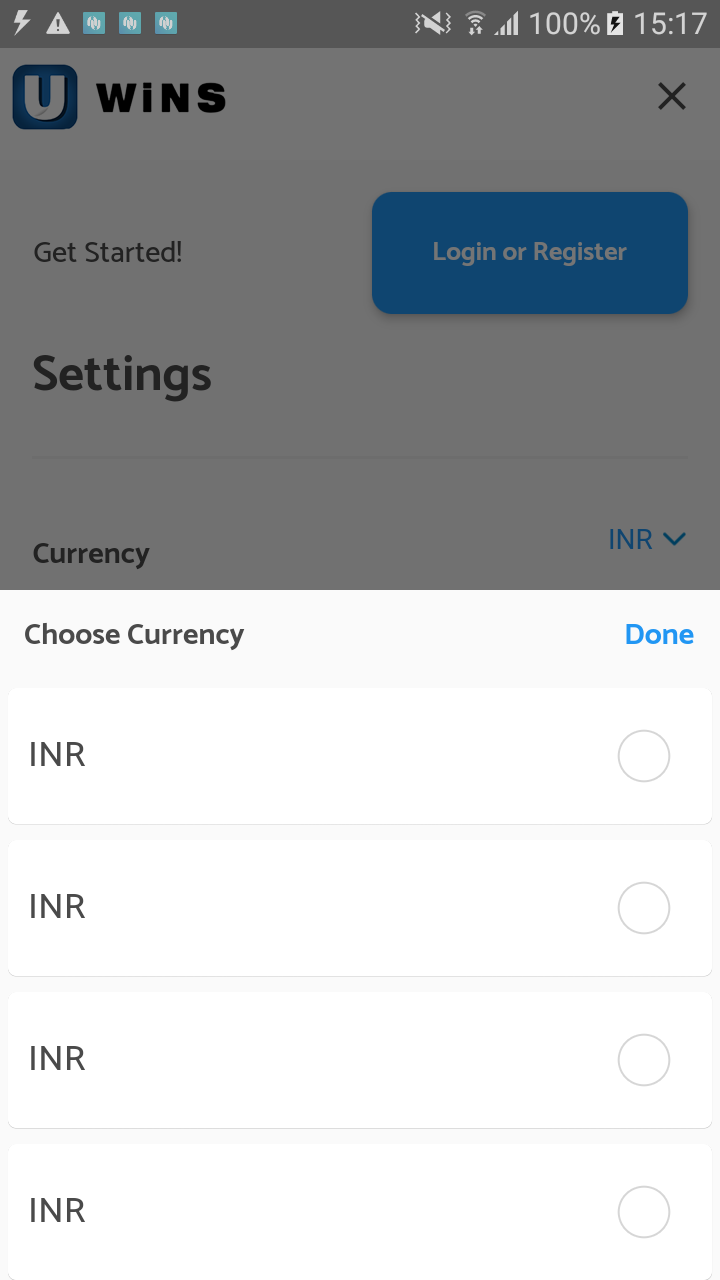 100% 15:17
U WiNS
Get Started!
Login or Register
Settings
Currency
INR
Choose Currency
Done
INR
INR
INR
INR